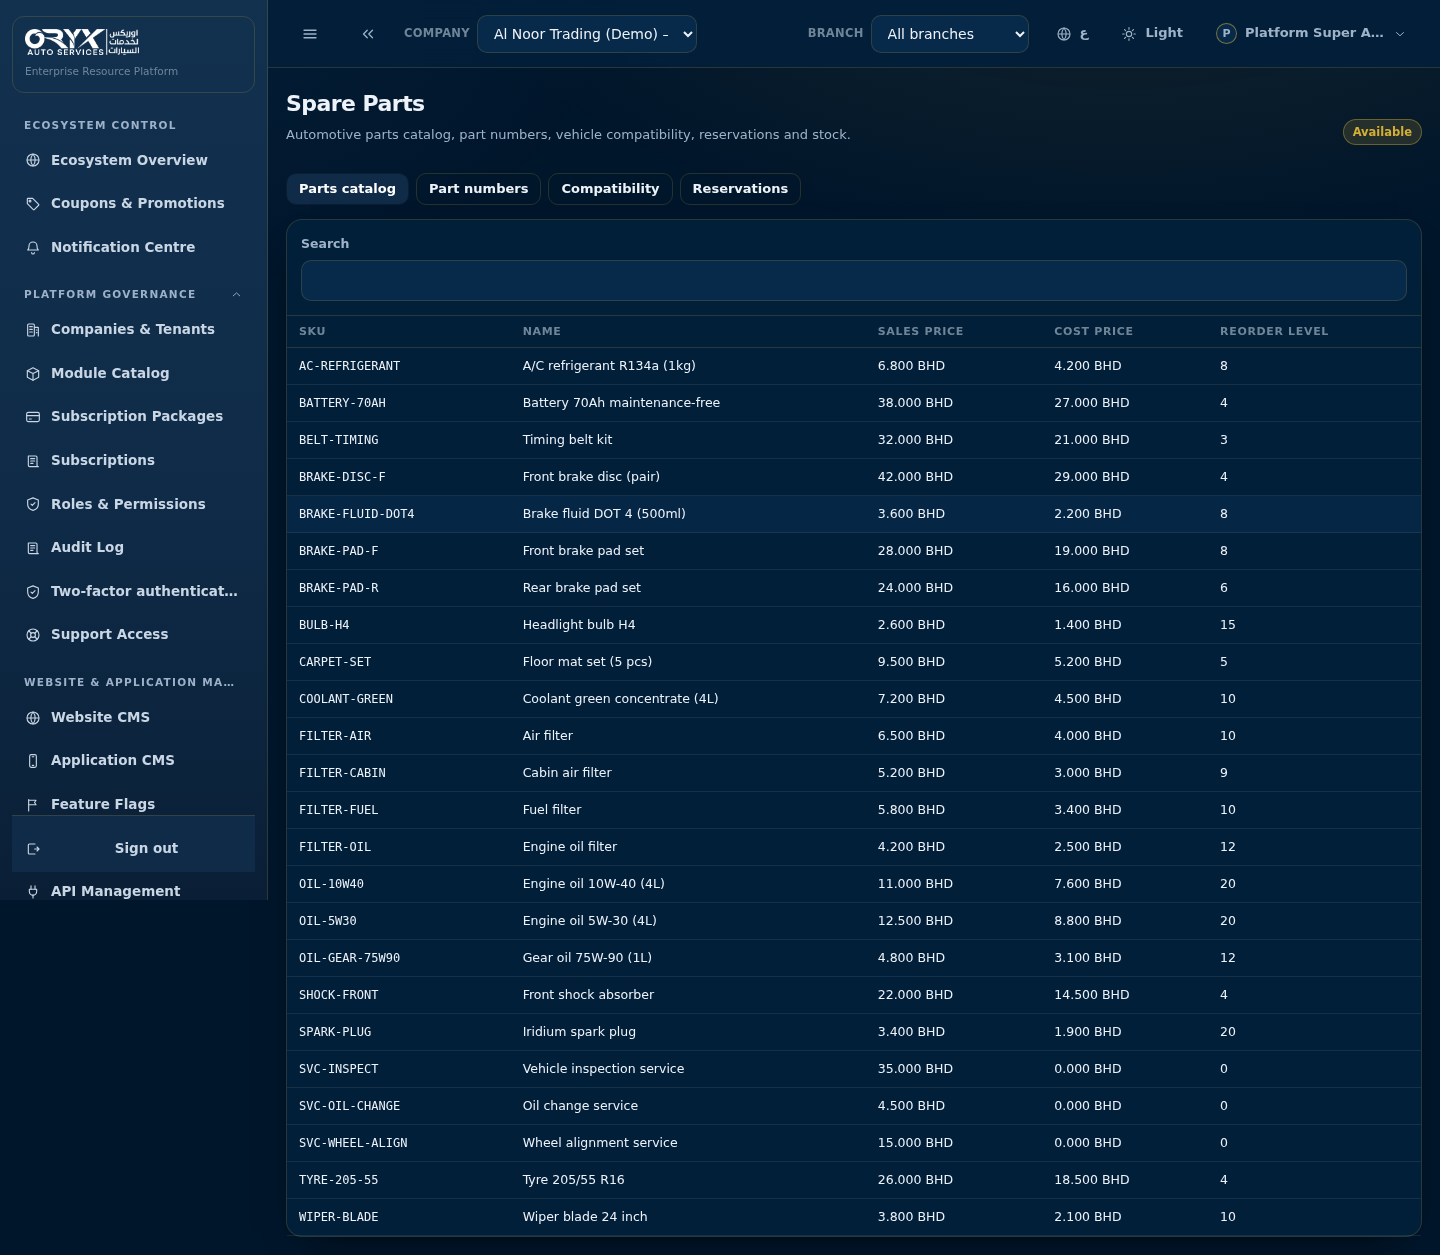 ORYX
اوريكس
لخدمات
السيارات
AUTO SERVICES
Enterprise Resource Platform
ECOSYSTEM CONTROL
Ecosystem Overview
Coupons & Promotions
Notification Centre
PLATFORM GOVERNANCE
Companies & Tenants
Module Catalog
Subscription Packages
Subscriptions
Roles & Permissions
Audit Log
Two-factor authenticat...
Support Access
WEBSITE & APPLICATION MA...
Website CMS
Application CMS
Feature Flags
Sign out
API Management
COMPANY
Al Noor Trading (Demo) –
BRANCH
All branches
ع
Light
P
Platform Super A...
Spare Parts
Automotive parts catalog, part numbers, vehicle compatibility, reservations and stock.
Available
Parts catalog
Part numbers
Compatibility
Reservations
Search
SKU NAME SALES PRICE COST PRICE REORDER LEVEL
AC-REFRIGERANT A/C refrigerant R134a (1kg) 6.800 BHD 4.200 BHD 8
BATTERY-70AH Battery 70Ah maintenance-free 38.000 BHD 27.000 BHD 4
BELT-TIMING Timing belt kit 32.000 BHD 21.000 BHD 3
BRAKE-DISC-F Front brake disc (pair) 42.000 BHD 29.000 BHD 4
BRAKE-FLUID-DOT4 Brake fluid DOT 4 (500ml) 3.600 BHD 2.200 BHD 8
BRAKE-PAD-F Front brake pad set 28.000 BHD 19.000 BHD 8
BRAKE-PAD-R Rear brake pad set 24.000 BHD 16.000 BHD 6
BULB-H4 Headlight bulb H4 2.600 BHD 1.400 BHD 15
CARPET-SET Floor mat set (5 pcs) 9.500 BHD 5.200 BHD 5
COOLANT-GREEN Coolant green concentrate (4L) 7.200 BHD 4.500 BHD 10
FILTER-AIR Air filter 6.500 BHD 4.000 BHD 10
FILTER-CABIN Cabin air filter 5.200 BHD 3.000 BHD 9
FILTER-FUEL Fuel filter 5.800 BHD 3.400 BHD 10
FILTER-OIL Engine oil filter 4.200 BHD 2.500 BHD 12
OIL-10W40 Engine oil 10W-40 (4L) 11.000 BHD 7.600 BHD 20
OIL-5W30 Engine oil 5W-30 (4L) 12.500 BHD 8.800 BHD 20
OIL-GEAR-75W90 Gear oil 75W-90 (1L) 4.800 BHD 3.100 BHD 12
SHOCK-FRONT Front shock absorber 22.000 BHD 14.500 BHD 4
SPARK-PLUG Iridium spark plug 3.400 BHD 1.900 BHD 20
SVC-INSPECT Vehicle inspection service 35.000 BHD 0.000 BHD 0
SVC-OIL-CHANGE Oil change service 4.500 BHD 0.000 BHD 0
SVC-WHEEL-ALIGN Wheel alignment service 15.000 BHD 0.000 BHD 0
TYRE-205-55 Tyre 205/55 R16 26.000 BHD 18.500 BHD 4
WIPER-BLADE Wiper blade 24 inch 3.800 BHD 2.100 BHD 10